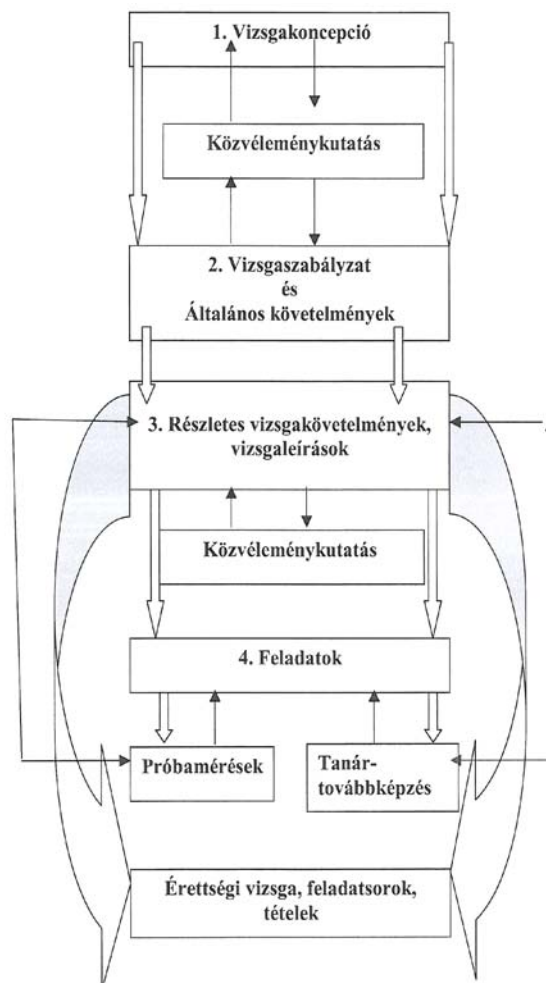 1. Vizsgakoncepció
Közvéleménykutatás
2. Vizsgaszabályzat
és
Általános követelmények
3. Részletes vizsgakövetelmények,
vizsgaleírások
Közvéleménykutatás
4. Feladatok
Próbamérések
Tanár-
továbbképzés
Érettségi vizsga, feladatsorok,
tételek